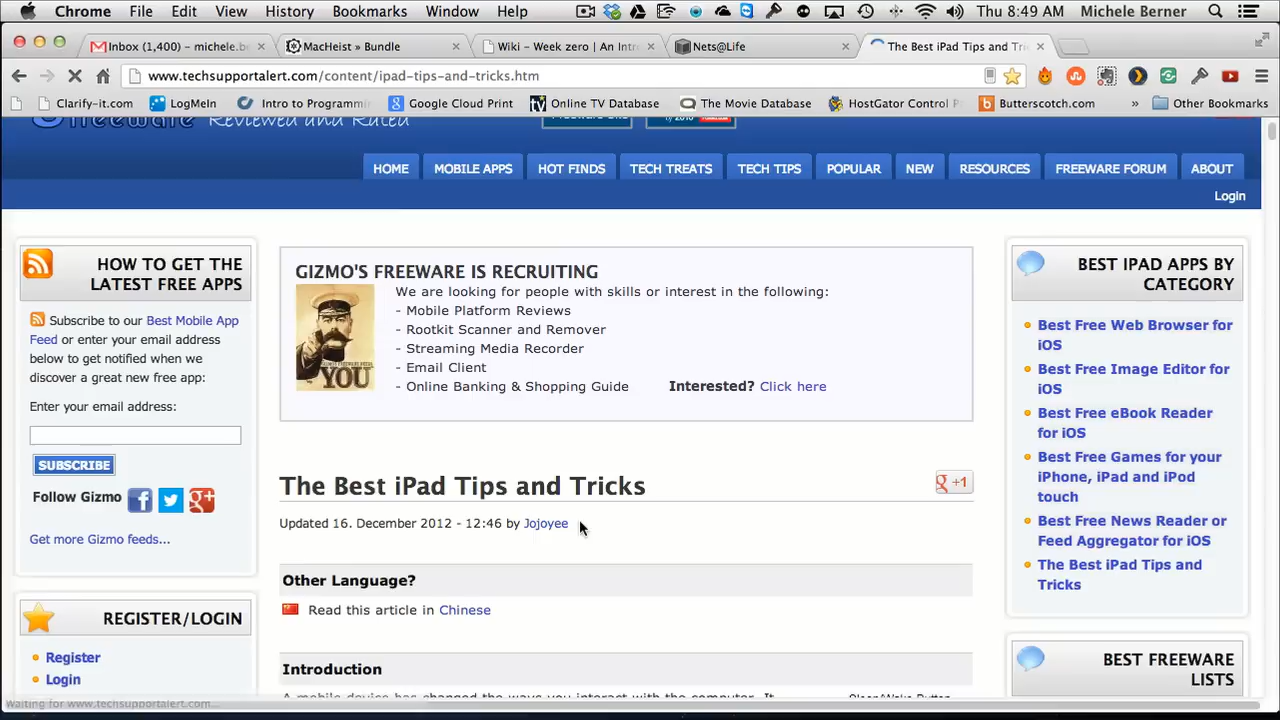 Chrome File Edit View History Bookmarks Window Help Thu 8:49 AM Michele Berner
Inbox (1,400) – michele.be
MacHeist » Bundle
Wiki – Week zero | An Intr
Nets@Life
The Best iPad Tips and Tri
www.techsupportalert.com/content/ipad-tips-and-tricks.htm
Clarify-it.com LogMeIn Intro to Programmi Google Cloud Print Online TV Database The Movie Database HostGator Control P Butterscotch.com » Other Bookmarks
freeware Reviewed and Rated
HOME MOBILE APPS HOT FINDS TECH TREATS TECH TIPS POPULAR NEW RESOURCES FREEWARE FORUM ABOUT
Login
HOW TO GET THE
LATEST FREE APPS
Subscribe to our Best Mobile App
Feed or enter your email address
below to get notified when we
discover a great new free app:
Enter your email address:
SUBSCRIBE
Follow Gizmo
Get more Gizmo feeds...
REGISTER/LOGIN
Register
Login
GIZMO'S FREEWARE IS RECRUITING
We are looking for people with skills or interest in the following:
- Mobile Platform Reviews
- Rootkit Scanner and Remover
- Streaming Media Recorder
- Email Client
- Online Banking & Shopping Guide Interested? Click here
YOU
The Best iPad Tips and Tricks
g +1
Updated 16. December 2012 - 12:46 by Jojoyee
Other Language?
Read this article in Chinese
Introduction
A mobile device has changed the ways you interact with the computer. It
Sleep/Wake Button
BEST IPAD APPS BY
CATEGORY
Best Free Web Browser for
iOS
Best Free Image Editor for
iOS
Best Free eBook Reader
for iOS
Best Free Games for your
iPhone, iPad and iPod
touch
Best Free News Reader or
Feed Aggregator for iOS
The Best iPad Tips and
Tricks
BEST FREEWARE
LISTS
Waiting for www.techsupportalert.com...